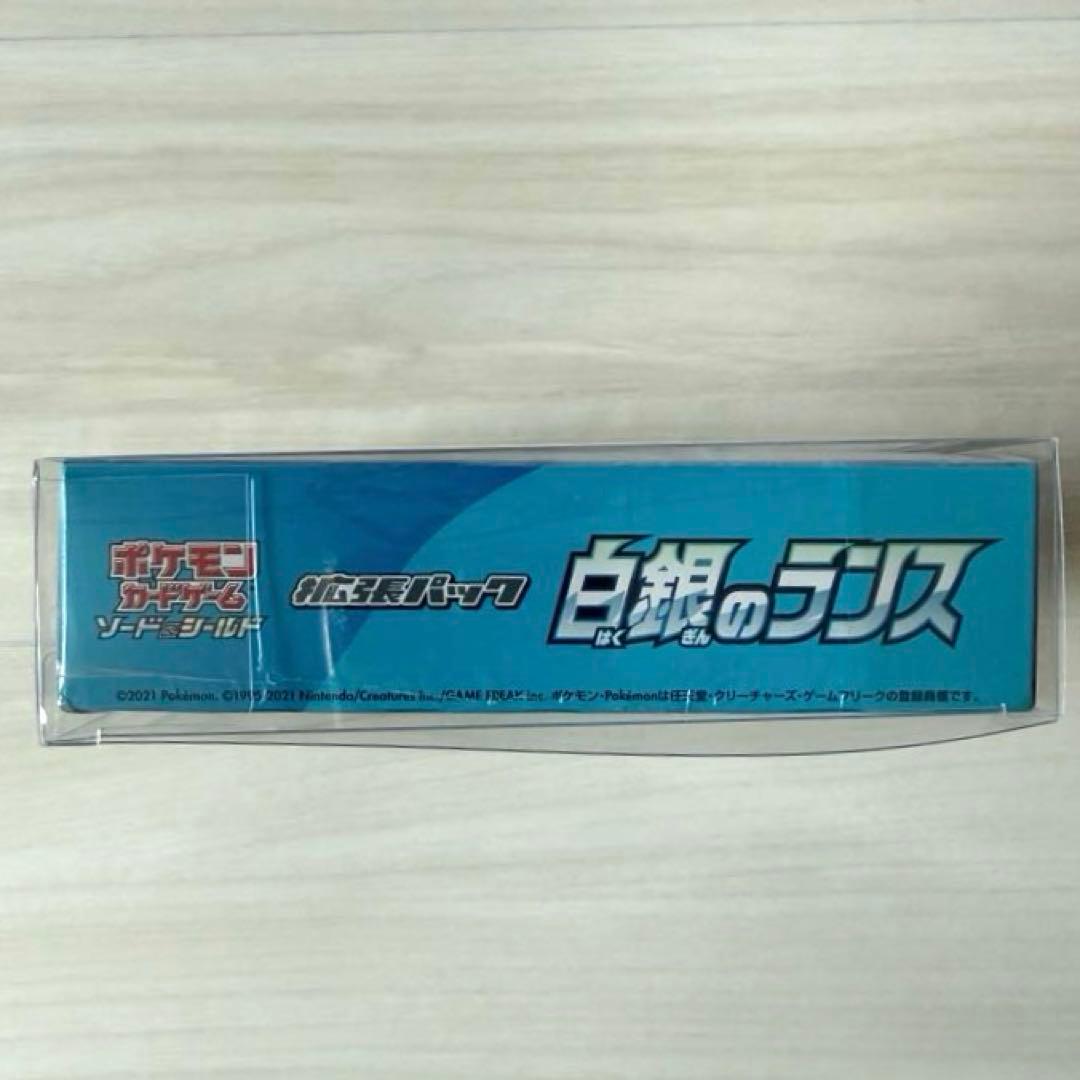 ポケモン
カードゲーム
ソード&シールド
拡張パック
白銀のランス
はく ぎん
©2021 Pokémon. ©1995-2021 Nintendo/Creatures Inc./GAME FREAK inc. ポケモン・Pokémonは任天堂・クリーチャーズ・ゲームフリークの登録商標です。